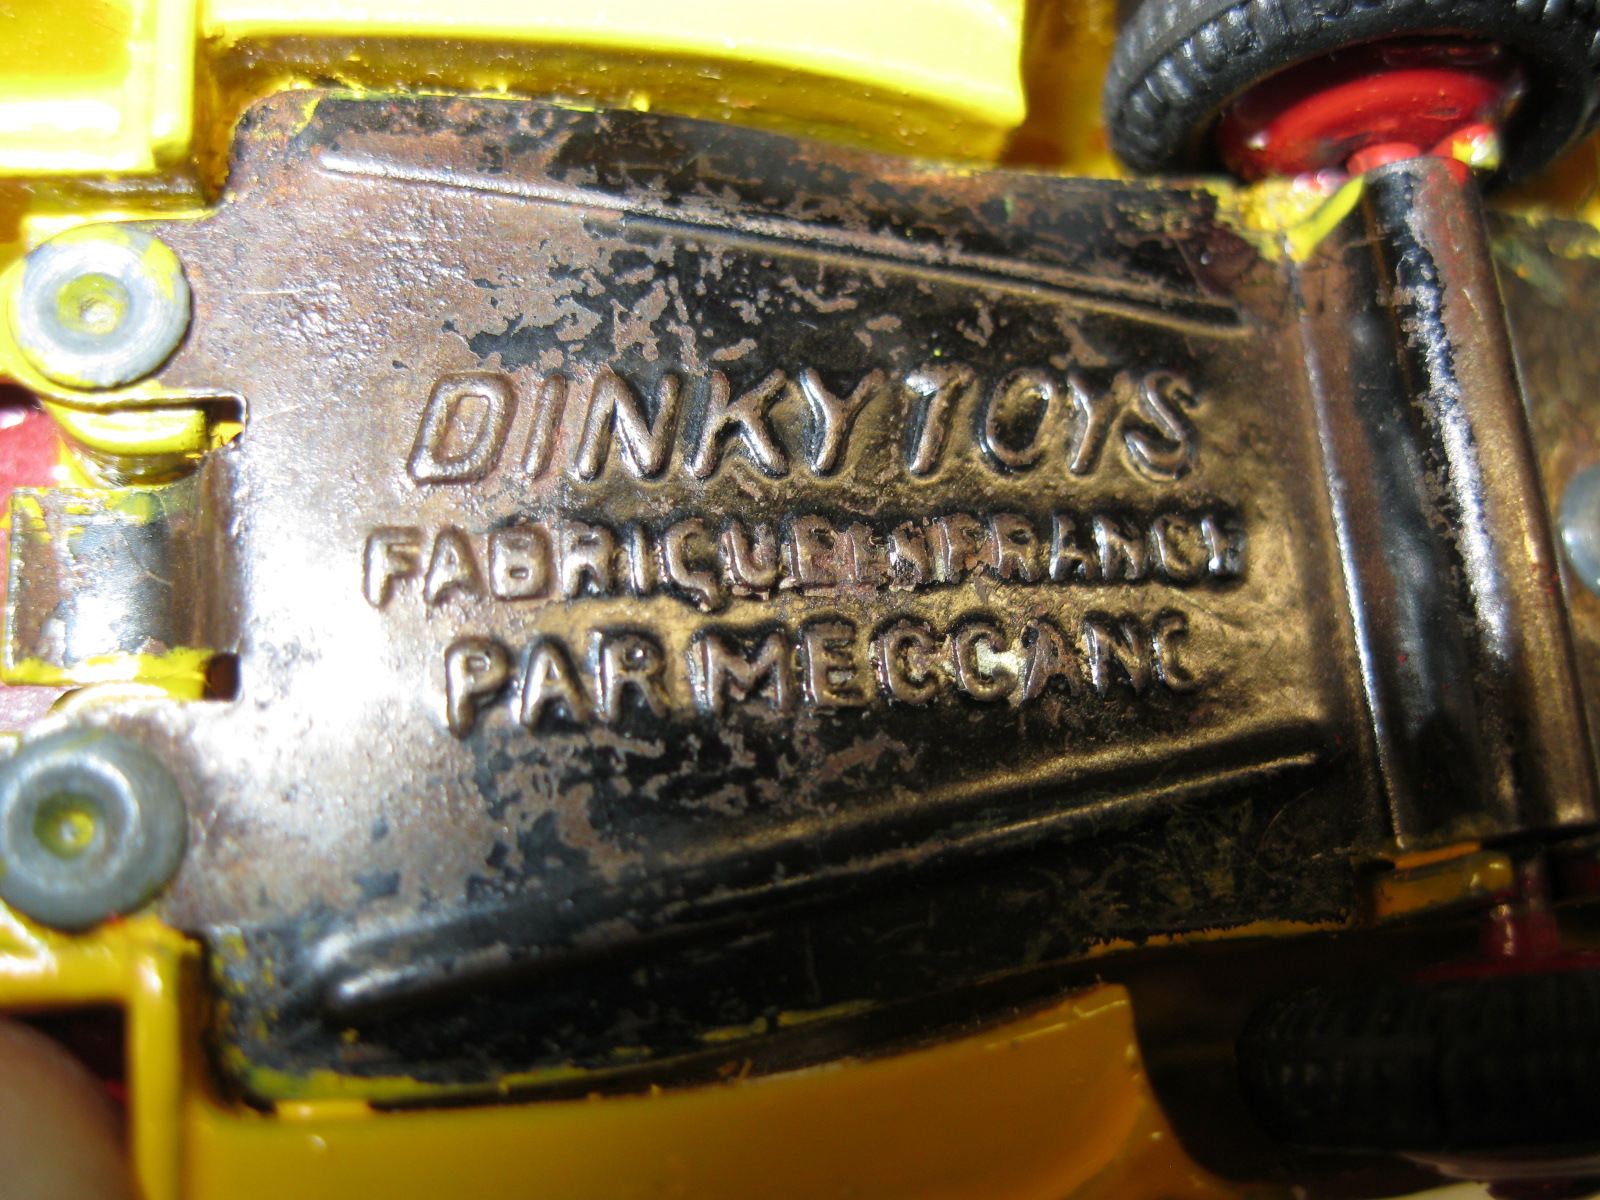 DINKY TOYS
FABRIQUE EN FRANCE
PAR MECCANO